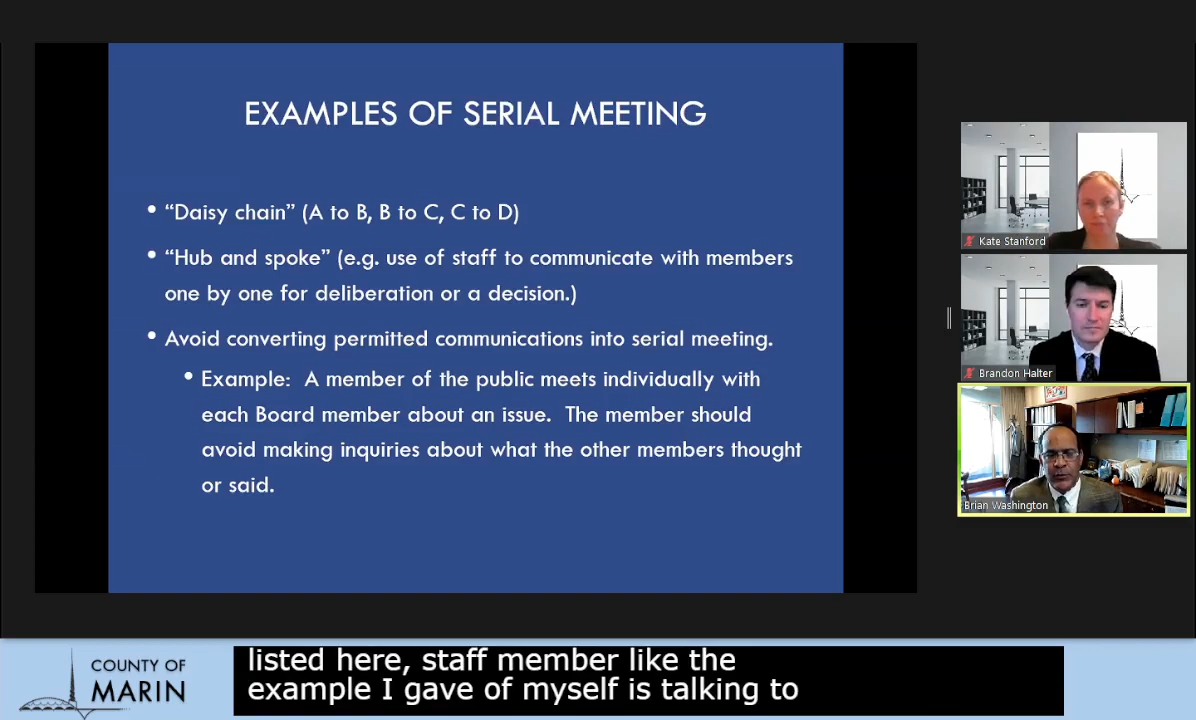 EXAMPLES OF SERIAL MEETING
• “Daisy chain” (A to B, B to C, C to D)
• “Hub and spoke” (e.g. use of staff to communicate with members
one by one for deliberation or a decision.)
• Avoid converting permitted communications into serial meeting.
• Example: A member of the public meets individually with
each Board member about an issue. The member should
avoid making inquiries about what the other members thought
or said.
Kate Stanford
Brandon Halter
Brian Washington
COUNTY OF
MARIN
listed here, staff member like the
example I gave of myself is talking to